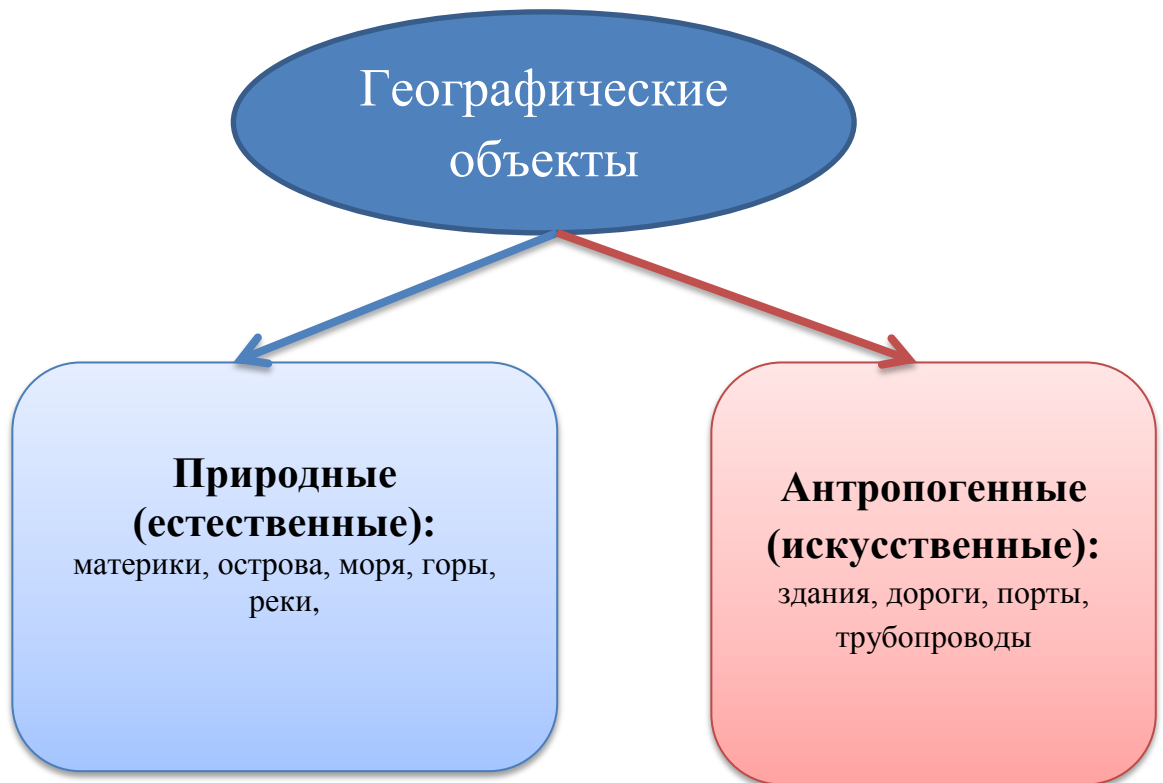 Географические
объекты
Природные
(естественные):
материки, острова, моря, горы,
реки,
Антропогенные
(искусственные):
здания, дороги, порты,
трубопроводы